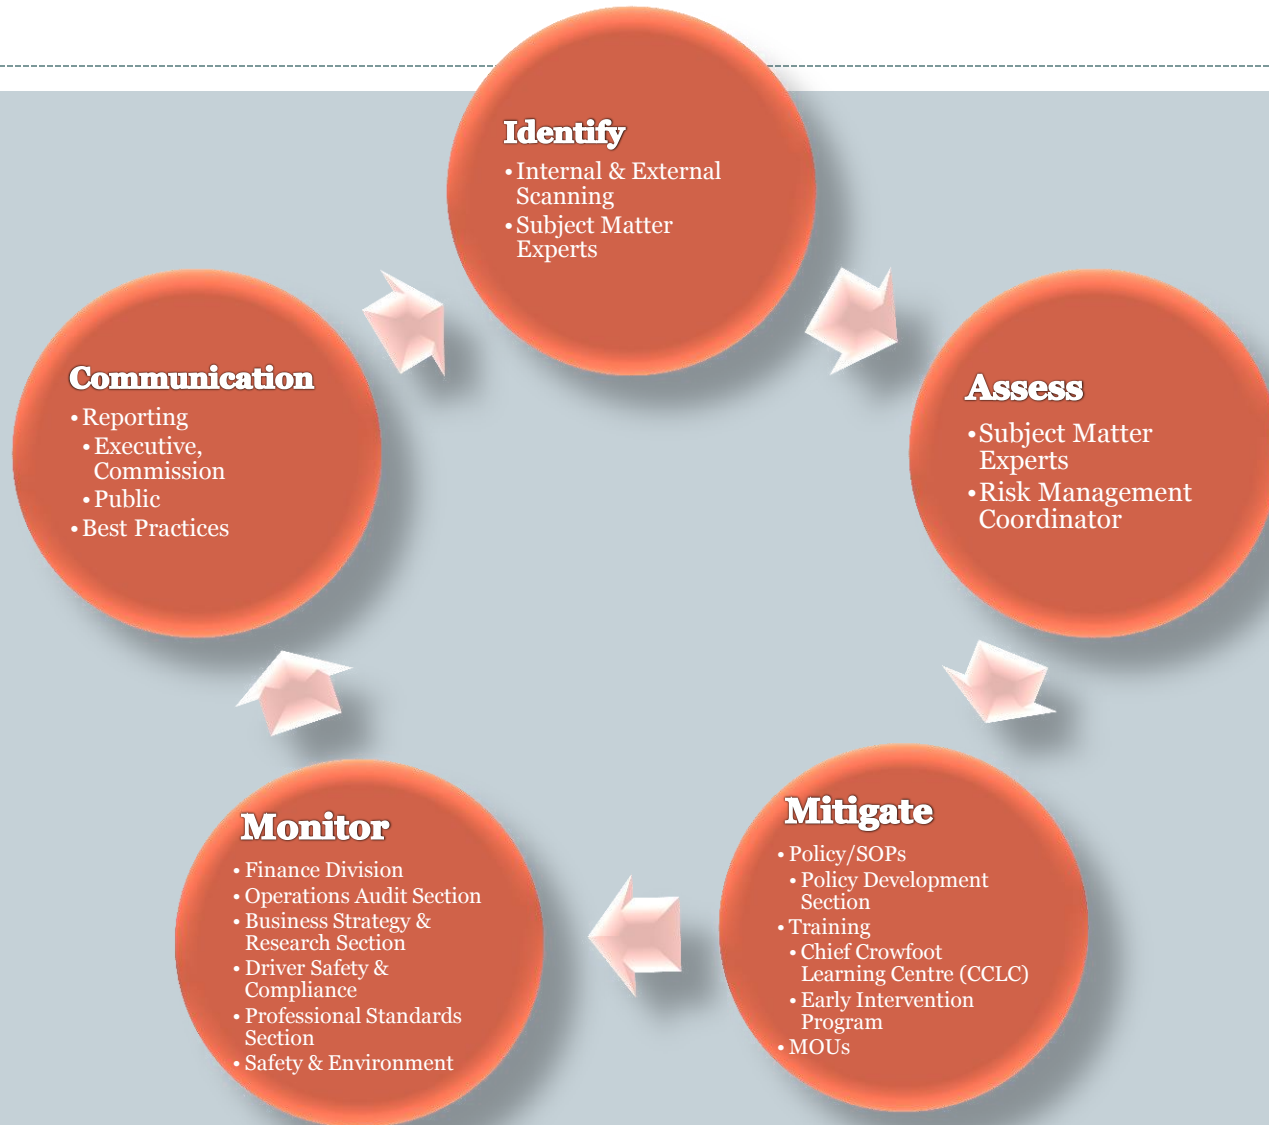 Identify
• Internal & External
Scanning
• Subject Matter
Experts
Assess
• Subject Matter
Experts
• Risk Management
Coordinator
Mitigate
• Policy/SOPs
• Policy Development
Section
• Training
• Chief Crowfoot
Learning Centre (CCLC)
• Early Intervention
Program
• MOUs
Monitor
• Finance Division
• Operations Audit Section
• Business Strategy &
Research Section
• Driver Safety &
Compliance
• Professional Standards
Section
• Safety & Environment
Communication
• Reporting
• Executive,
Commission
• Public
• Best Practices